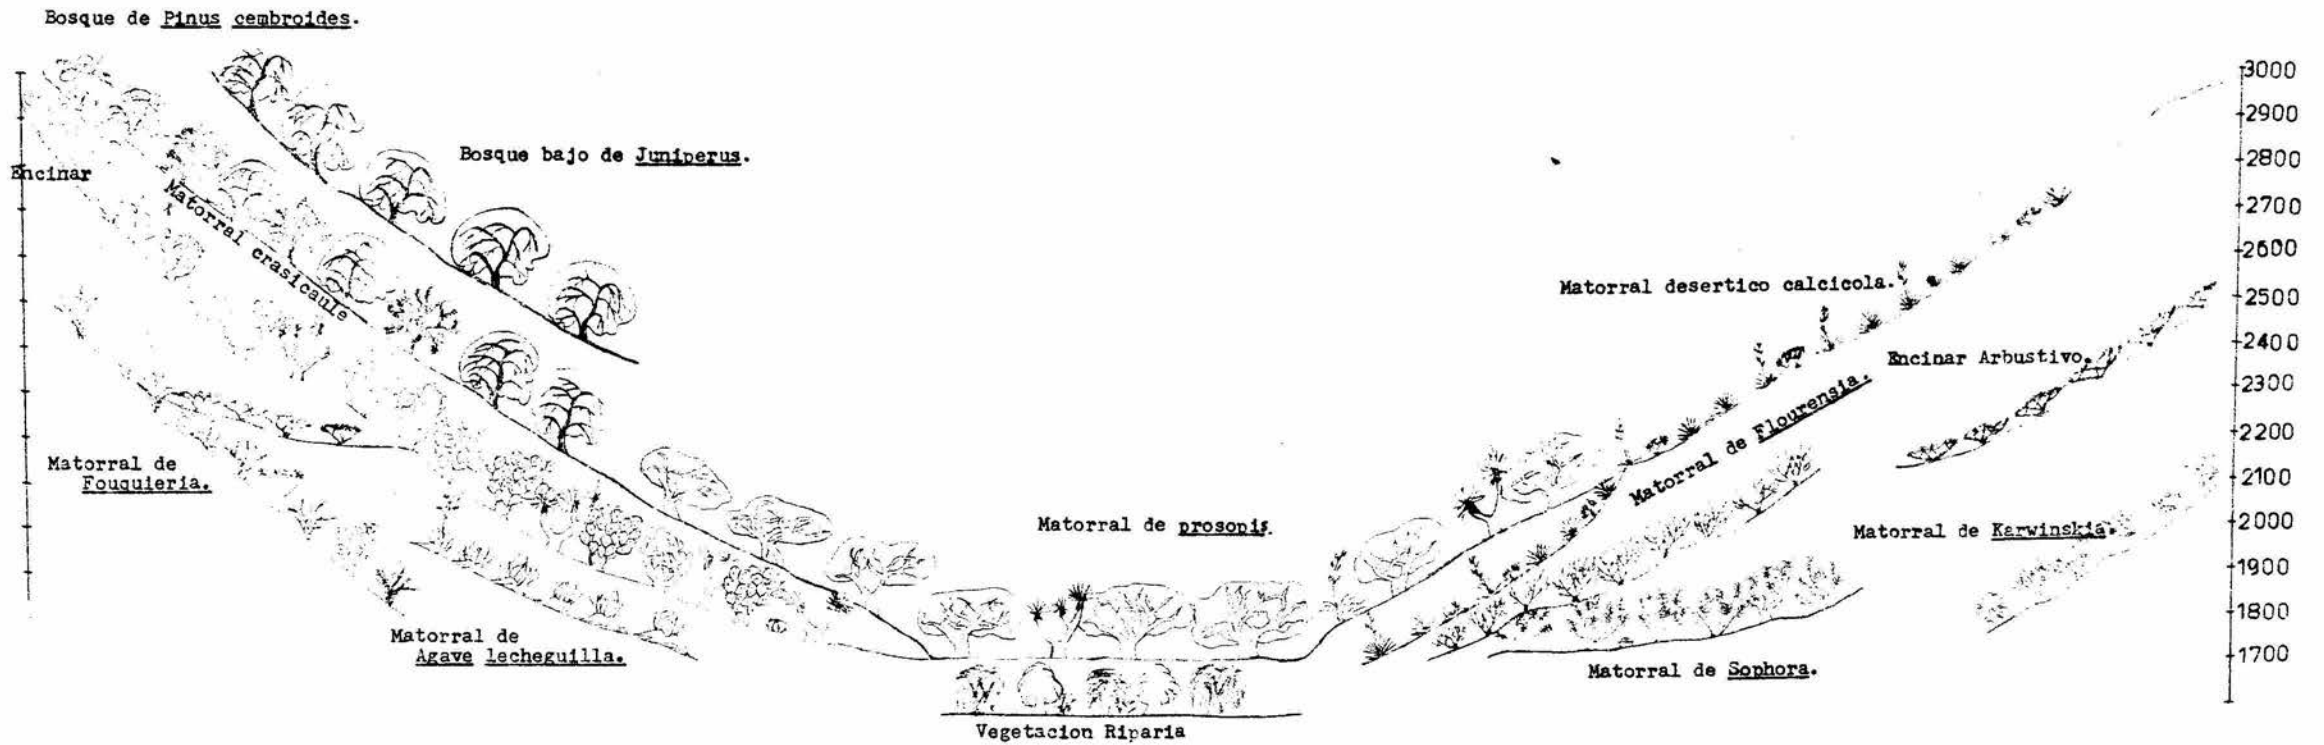 Bosque de Pinus cembroides.
Bosque bajo de Juniperus.
Encinar
Matorral crasicaule
Matorral de
Fouquieria.
Matorral de
Agave lecheguilla.
Matorral de prosopis.
Vegetacion Riparia
Matorral desertico calcicola.
Encinar Arbustivo.
Matorral de Flourensia.
Matorral de Karwinskia.
Matorral de Sophora.
3000
2900
2800
2700
2600
2500
2400
2300
2200
2100
2000
1900
1800
1700